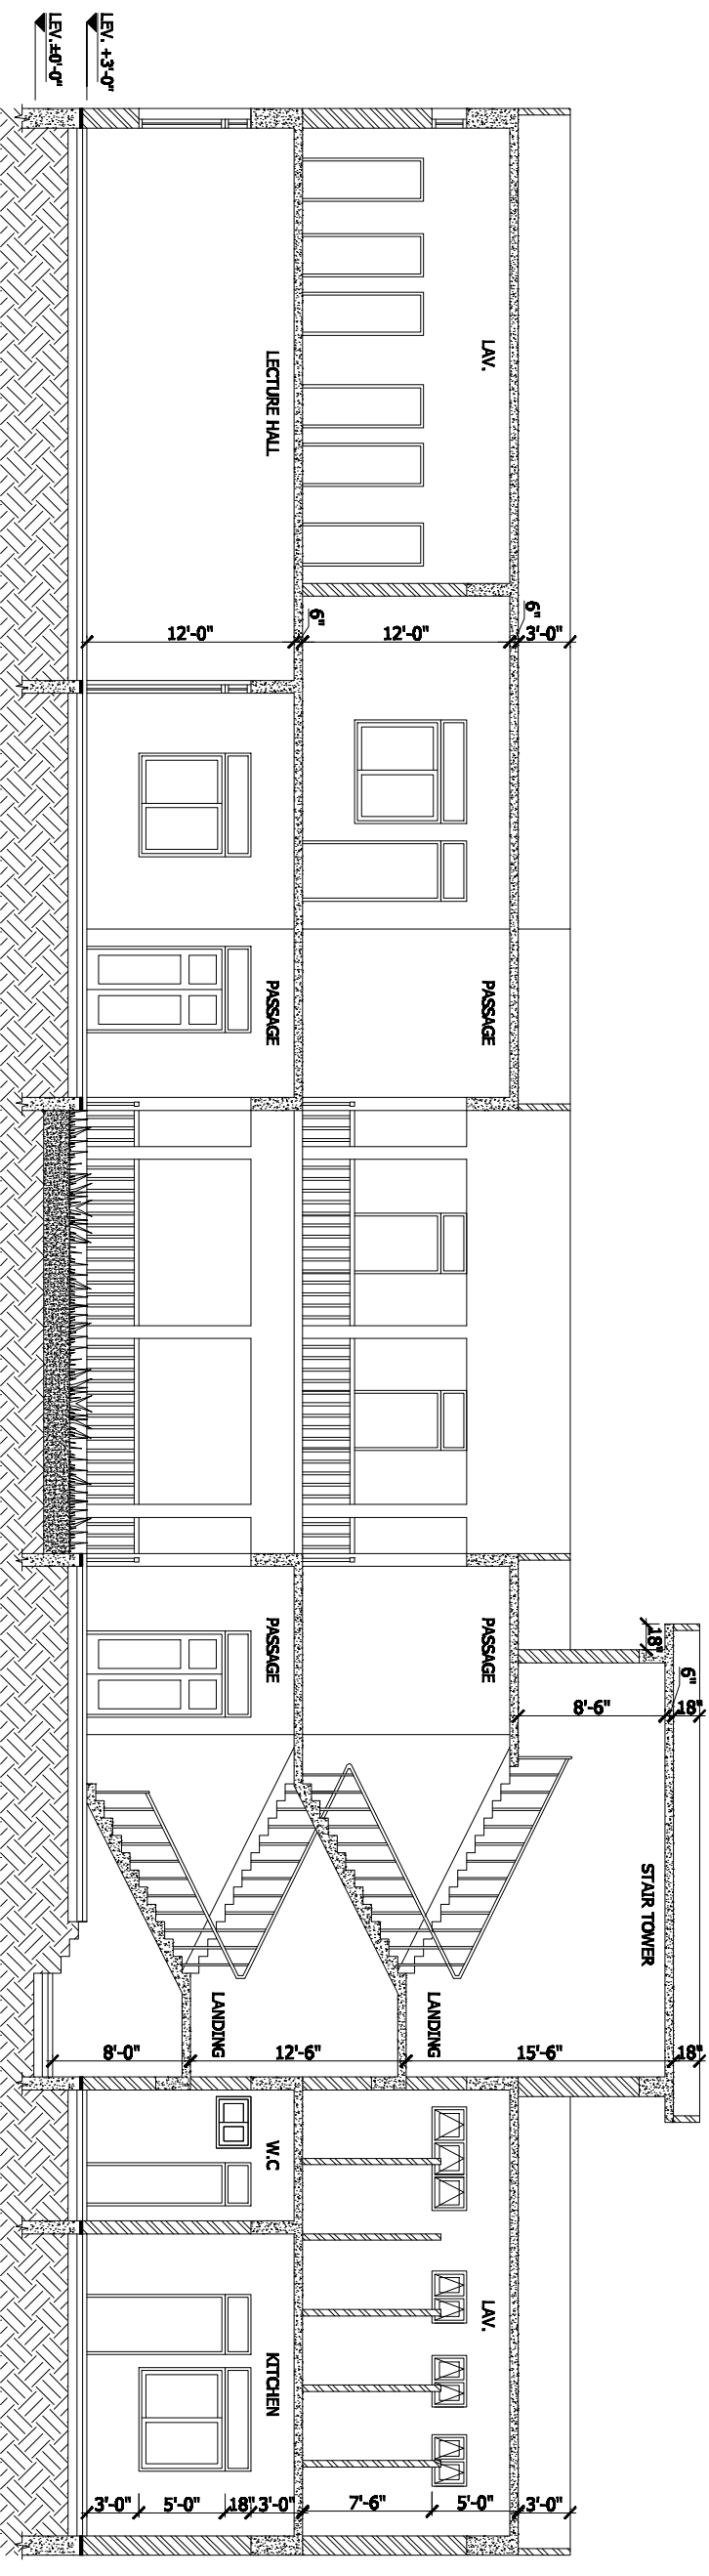 LEV. +3'-0"
LEV.±0'-0"
LAV.
LECTURE HALL
6"
6"
12'-0"
12'-0"
3'-0"
PASSAGE
PASSAGE
PASSAGE
PASSAGE
18"
6"
8'-6"
18"
STAIR TOWER
LANDING
LANDING
8'-0"
12'-6"
15'-6"
18"
W.C
LAV.
KITCHEN
3'-0"
5'-0"
18"
3'-0"
7'-6"
5'-0"
3'-0"